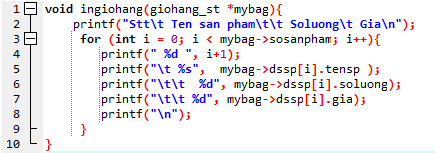 1 void ingiohang(giohang_st *mybag){
2 printf("Stt\t Ten san pham\t\t Soluong\t Gia\n");
3 for (int i = 0; i < mybag->sosanpham; i++){
4 printf(" %d ", i+1);
5 printf("\t %s",  mybag->dssp[i].tensp );
6 printf("\t\t  %d", mybag->dssp[i].soluong);
7 printf("\t\t %d", mybag->dssp[i].gia);
8 printf("\n");
9 }
10 }